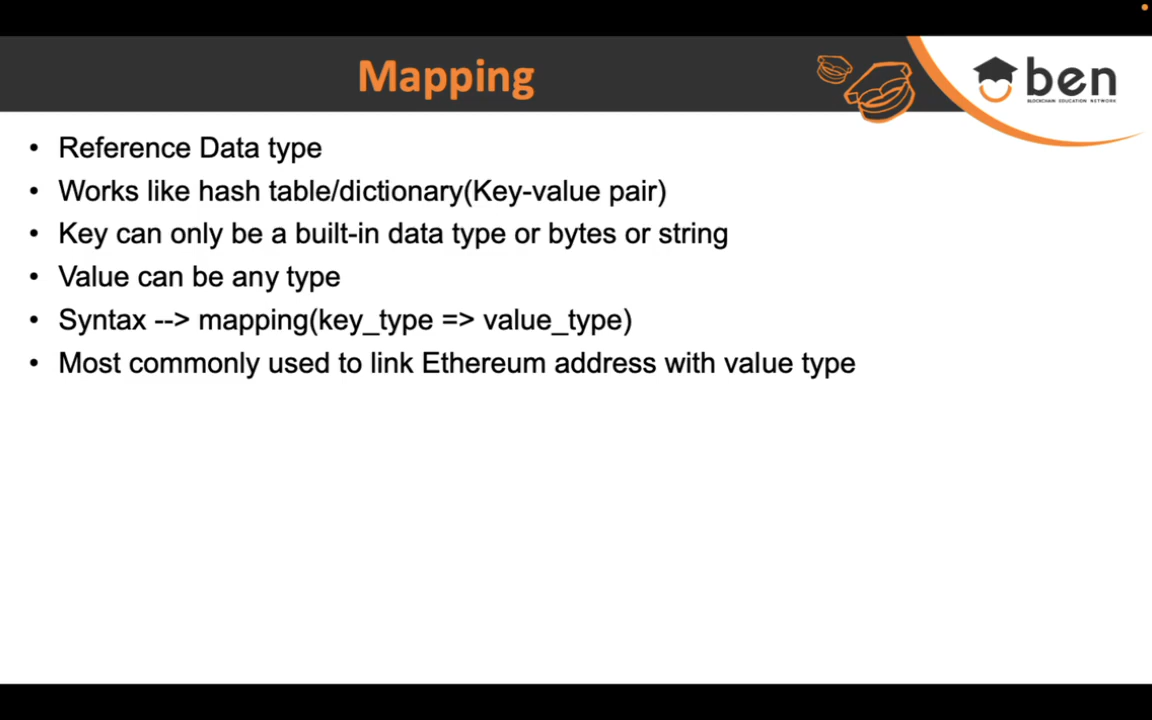 Mapping
ben
BLOCKCHAIN EDUCATION NETWORK
• Reference Data type
• Works like hash table/dictionary(Key-value pair)
• Key can only be a built-in data type or bytes or string
• Value can be any type
• Syntax --> mapping(key_type => value_type)
• Most commonly used to link Ethereum address with value type